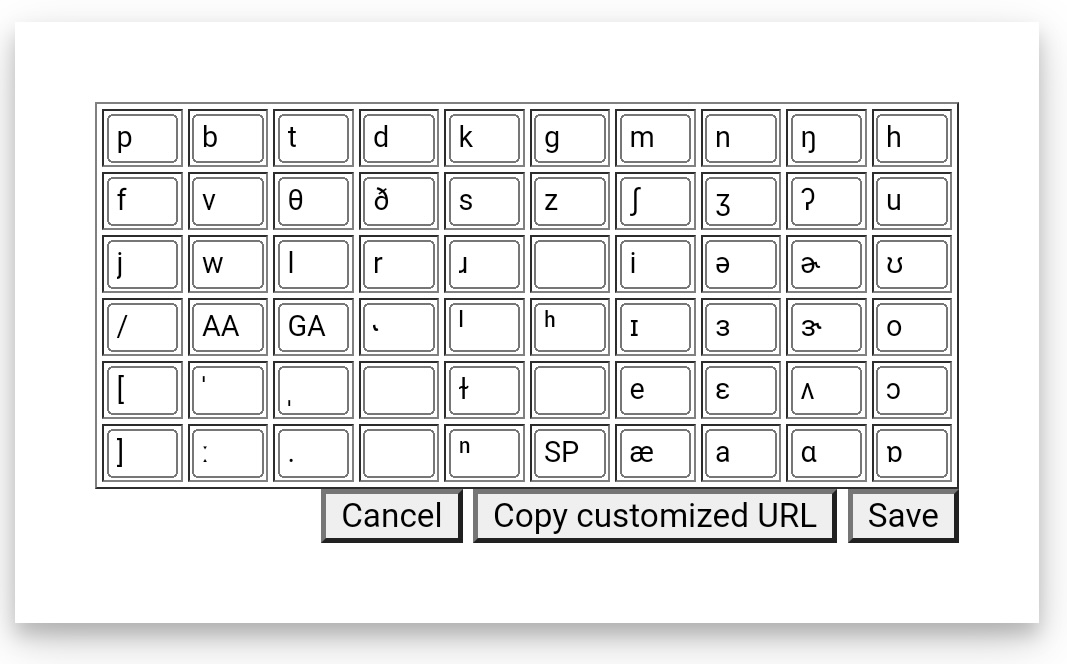 p b t d k g m n ŋ h
f v θ ð s z ʃ ʒ ʔ u
j w l r ɹ i ə ɚ ʊ
/ AA GA ˞ ˡ ʰ ɪ ɜ ɝ o
[ ˈ ˌ ɫ e ɛ ʌ ɔ
] ː . ⁿ SP æ a ɑ ɒ
Cancel Copy customized URL Save